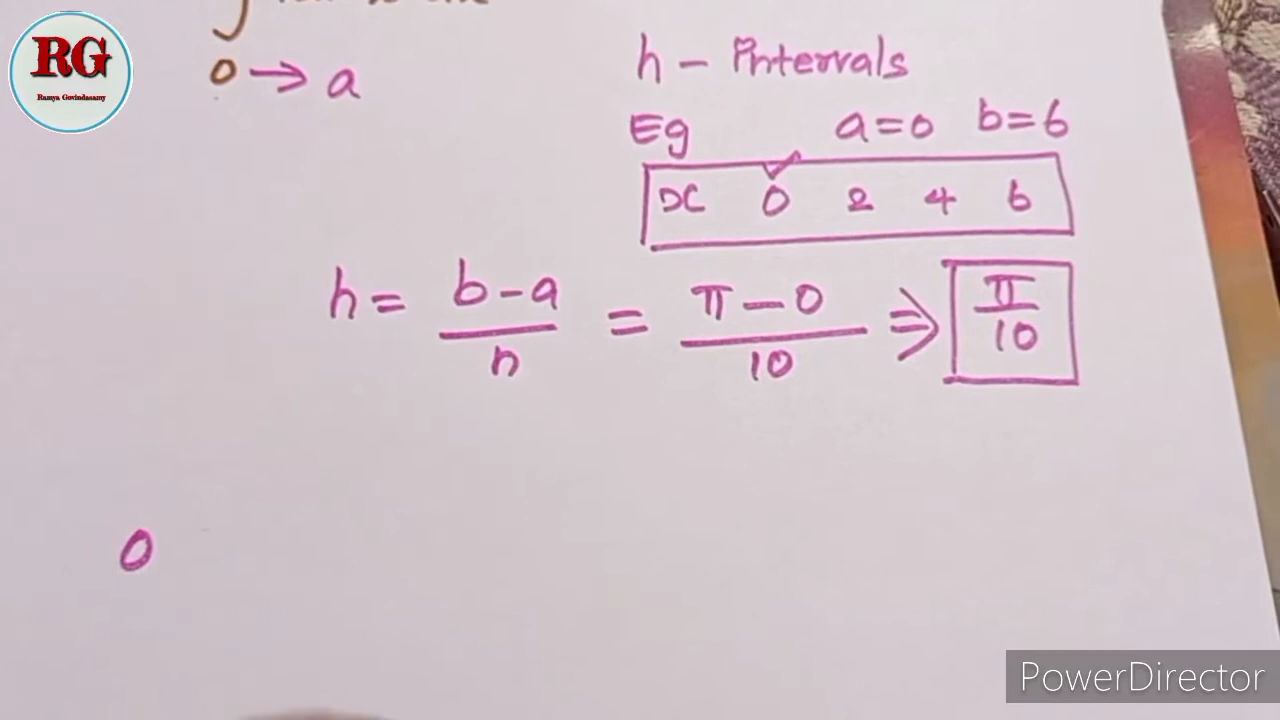 RG
Ramya Govindasamy
0 → a
h - Intervals
Eg a=0 b=6
x 0 2 4 6
h = b-a / n = π-0 / 10 ⇒ π / 10
0
PowerDirector